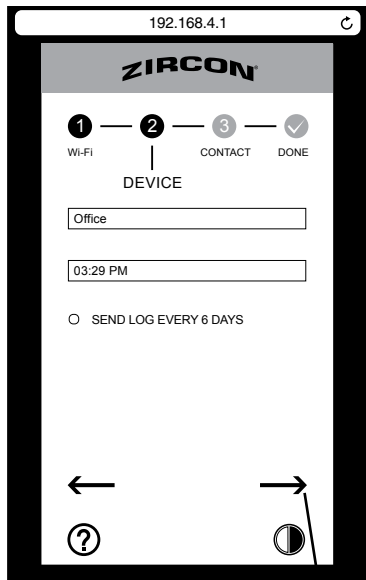 192.168.4.1
ZIRCON
1 2 3
Wi-Fi CONTACT DONE
DEVICE
Office
03:29 PM
SEND LOG EVERY 6 DAYS
?